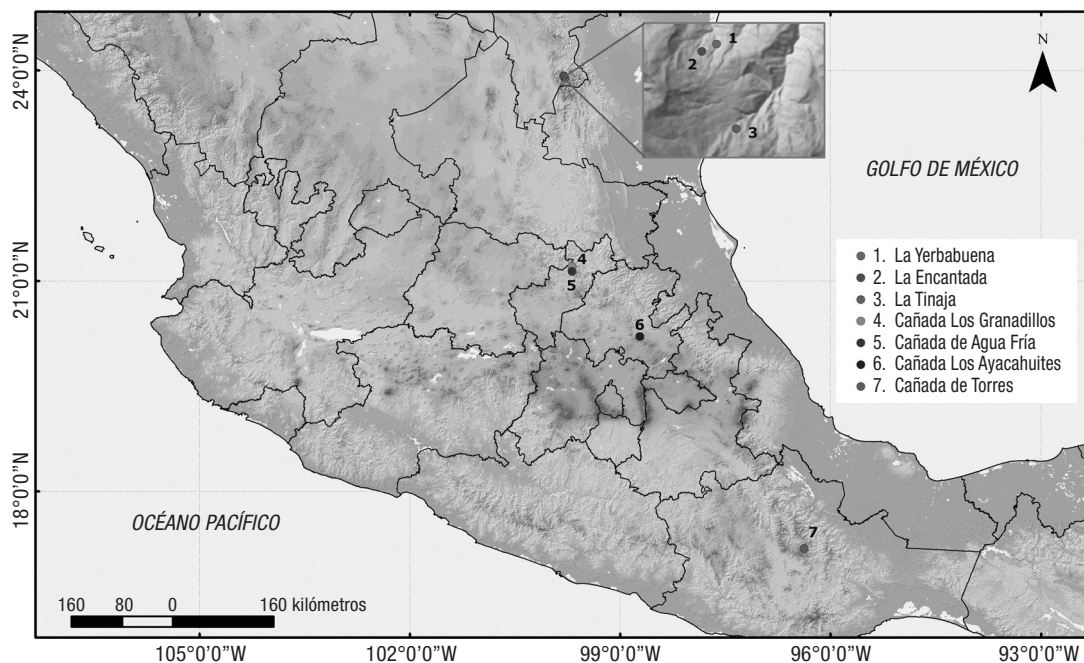 24°0'0"N
21°0'0"N
18°0'0"N
1
2
3
N
GOLFO DE MÉXICO
1. La Yerbabuena
2. La Encantada
3. La Tinaja
4. Cañada Los Granadillos
5. Cañada de Agua Fría
6. Cañada Los Ayacahuites
7. Cañada de Torres
4
5
6
7
OCÉANO PACÍFICO
160 80 0 160 kilómetros
105°0'0"W 102°0'0"W 99°0'0"W 96°0'0"W 93°0'0"W